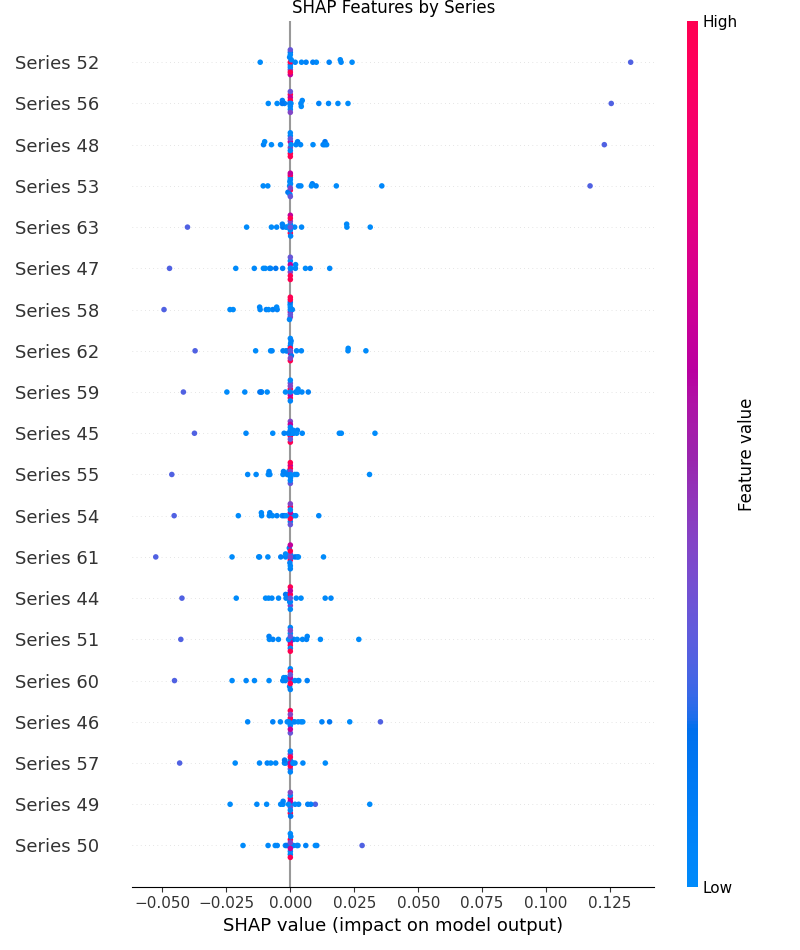 SHAP Features by Series
High
Series 52
Series 56
Series 48
Series 53
Series 63
Series 47
Series 58
Series 62
Series 59
Series 45
Series 55
Series 54
Series 61
Series 44
Series 51
Series 60
Series 46
Series 57
Series 49
Series 50
Feature value
Low
−0.050 −0.025 0.000 0.025 0.050 0.075 0.100 0.125
SHAP value (impact on model output)